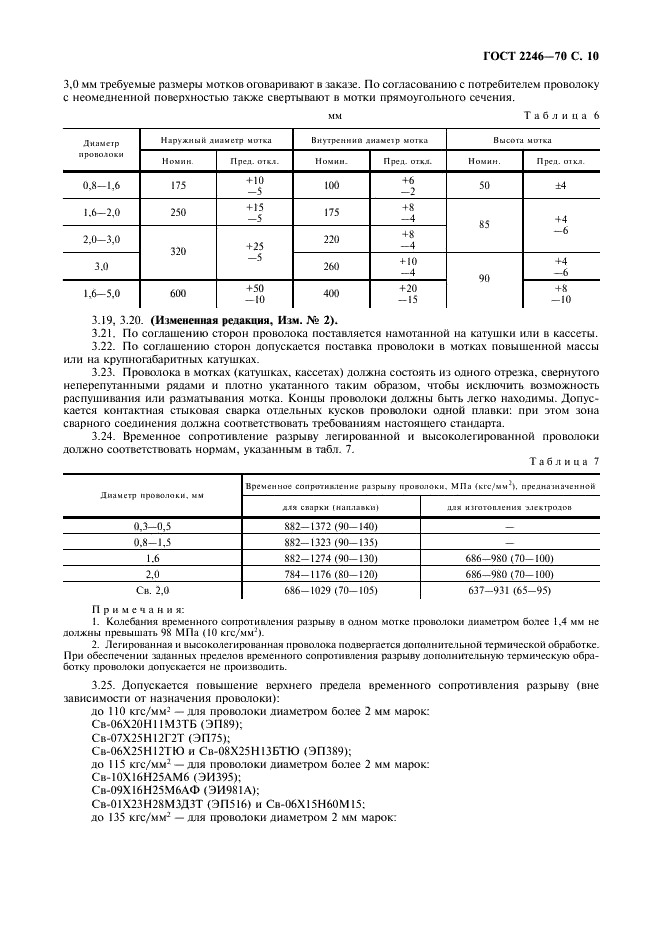 ГОСТ 2246—70 С. 10
3,0 мм требуемые размеры мотков оговаривают в заказе. По согласованию с потребителем проволоку
с неомедненной поверхностью также свертывают в мотки прямоугольного сечения.
мм Таблица 6
Диаметр проволоки Наружный диаметр мотка Внутренний диаметр мотка Высота мотка
Номин. Пред. откл. Номин. Пред. откл. Номин. Пред. откл.
0,8—1,6 175 +10 —5 100 +6 —2 50 ±4
1,6—2,0 250 +15 —5 175 +8 —4 85 +4 —6
2,0—3,0 320 +25 —5 220 +8 —4
3,0 260 +10 —4 90 +4 —6
1,6—5,0 600 +50 —10 400 +20 —15 +8 —10
3.19, 3.20. (Измененная редакция, Изм. № 2).
3.21. По соглашению сторон проволока поставляется намотанной на катушки или в кассеты.
3.22. По соглашению сторон допускается поставка проволоки в мотках повышенной массы
или на крупногабаритных катушках.
3.23. Проволока в мотках (катушках, кассетах) должна состоять из одного отрезка, свернутого
неперепутанными рядами и плотно укатанного таким образом, чтобы исключить возможность
распушивания или разматывания мотка. Концы проволоки должны быть легко находимы. Допус-
кается контактная стыковая сварка отдельных кусков проволоки одной плавки: при этом зона
сварного соединения должна соответствовать требованиям настоящего стандарта.
3.24. Временное сопротивление разрыву легированной и высоколегированной проволоки
должно соответствовать нормам, указанным в табл. 7.
Таблица 7
Диаметр проволоки, мм Временное сопротивление разрыву проволоки, МПа (кгс/мм²), предназначенной
для сварки (наплавки) для изготовления электродов
0,3—0,5 882—1372 (90—140) —
0,8—1,5 882—1323 (90—135) —
1,6 882—1274 (90—130) 686—980 (70—100)
2,0 784—1176 (80—120) 686—980 (70—100)
Св. 2,0 686—1029 (70—105) 637—931 (65—95)
Примечания:
1. Колебания временного сопротивления разрыву в одном мотке проволоки диаметром более 1,4 мм не
должны превышать 98 МПа (10 кгс/мм²).
2. Легированная и высоколегированная проволока подвергается дополнительной термической обработке.
При обеспечении заданных пределов временного сопротивления разрыву дополнительную термическую обра-
ботку проволоки допускается не производить.
3.25. Допускается повышение верхнего предела временного сопротивления разрыву (вне
зависимости от назначения проволоки):
до 110 кгс/мм² — для проволоки диаметром более 2 мм марок:
Св-06Х20Н11М3ТБ (ЭП89);
Св-07Х25Н12Г2Т (ЭП75);
Св-06Х25Н12ТЮ и Св-08Х25Н13БТЮ (ЭП389);
до 115 кгс/мм² — для проволоки диаметром более 2 мм марок:
Св-10Х16Н25АМ6 (ЭИ395);
Св-09Х16Н25М6АФ (ЭИ981А);
Св-01Х23Н28М3Д3Т (ЭП516) и Св-06Х15Н60М15;
до 135 кгс/мм² — для проволоки диаметром 2 мм марок: